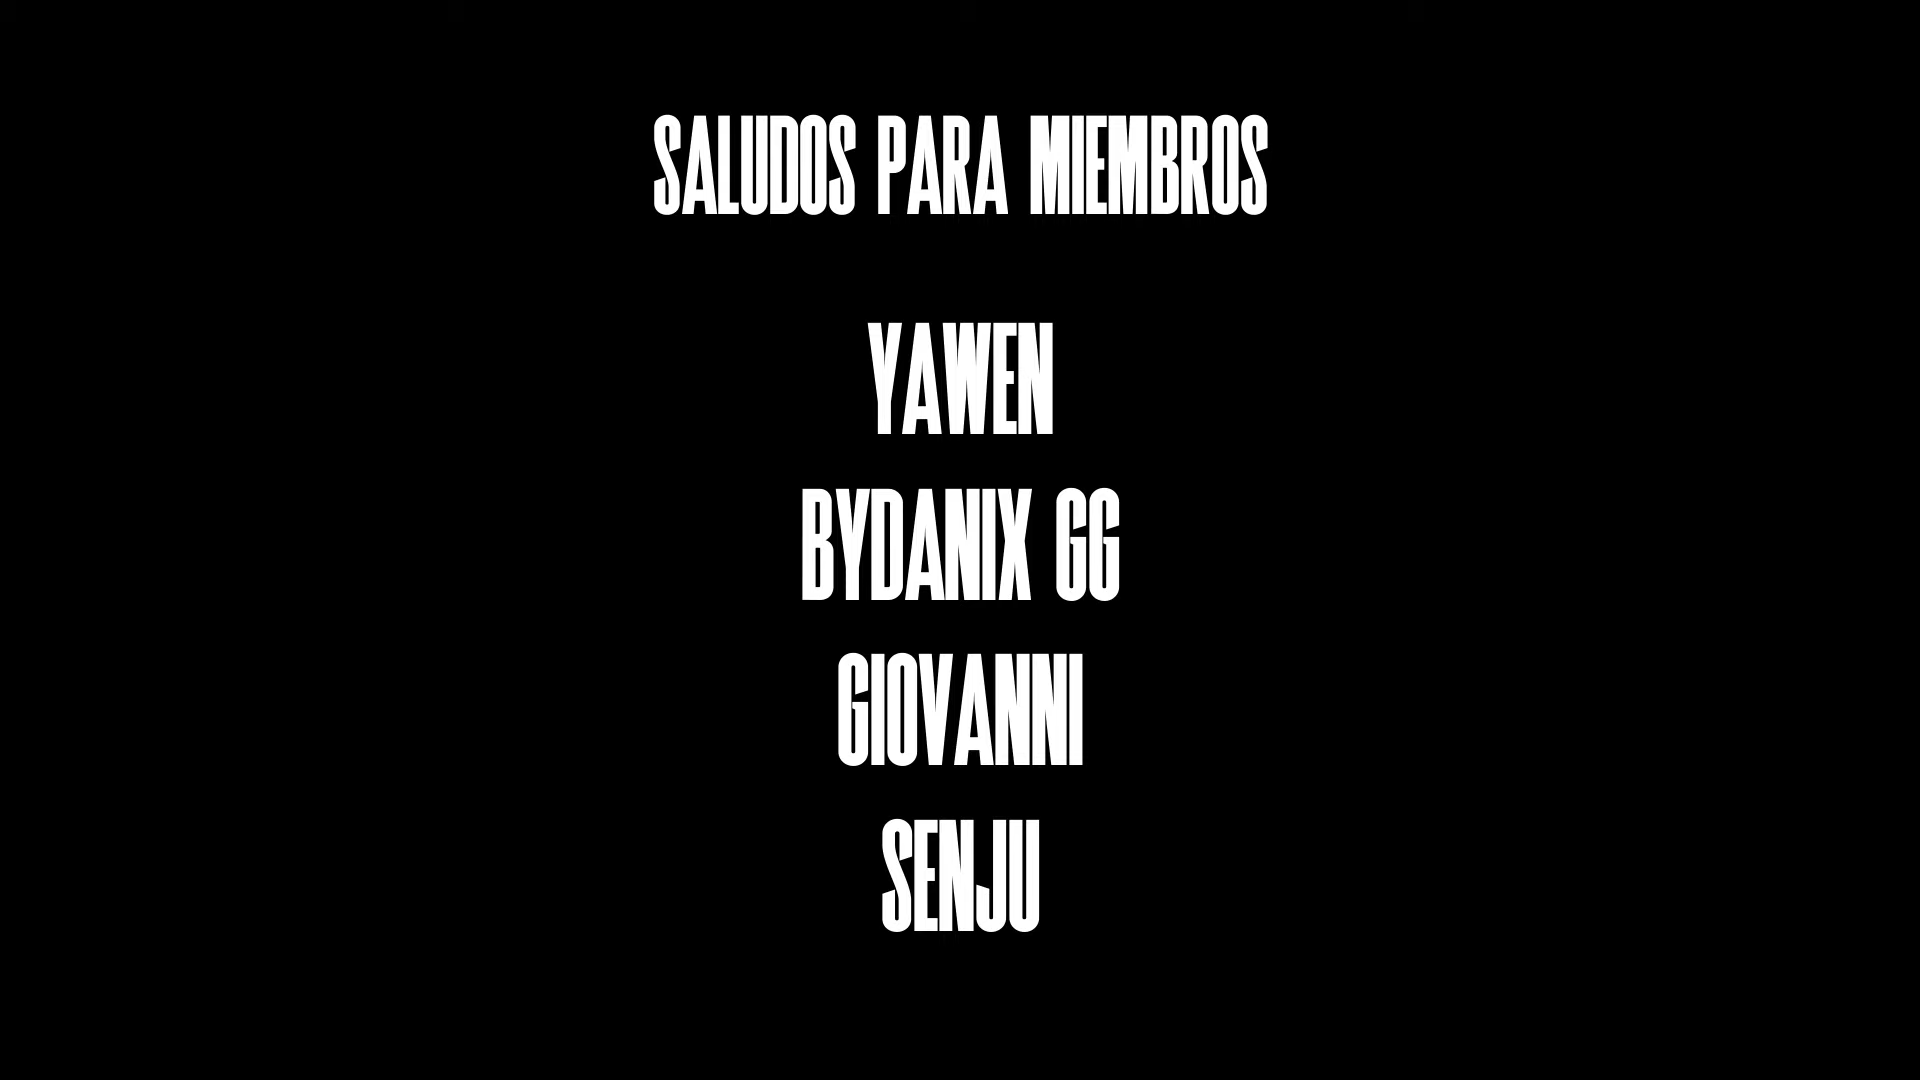 SALUDOS PARA MIEMBROS
YAWEN
BYDANIX GG
GIOVANNI
SENJU